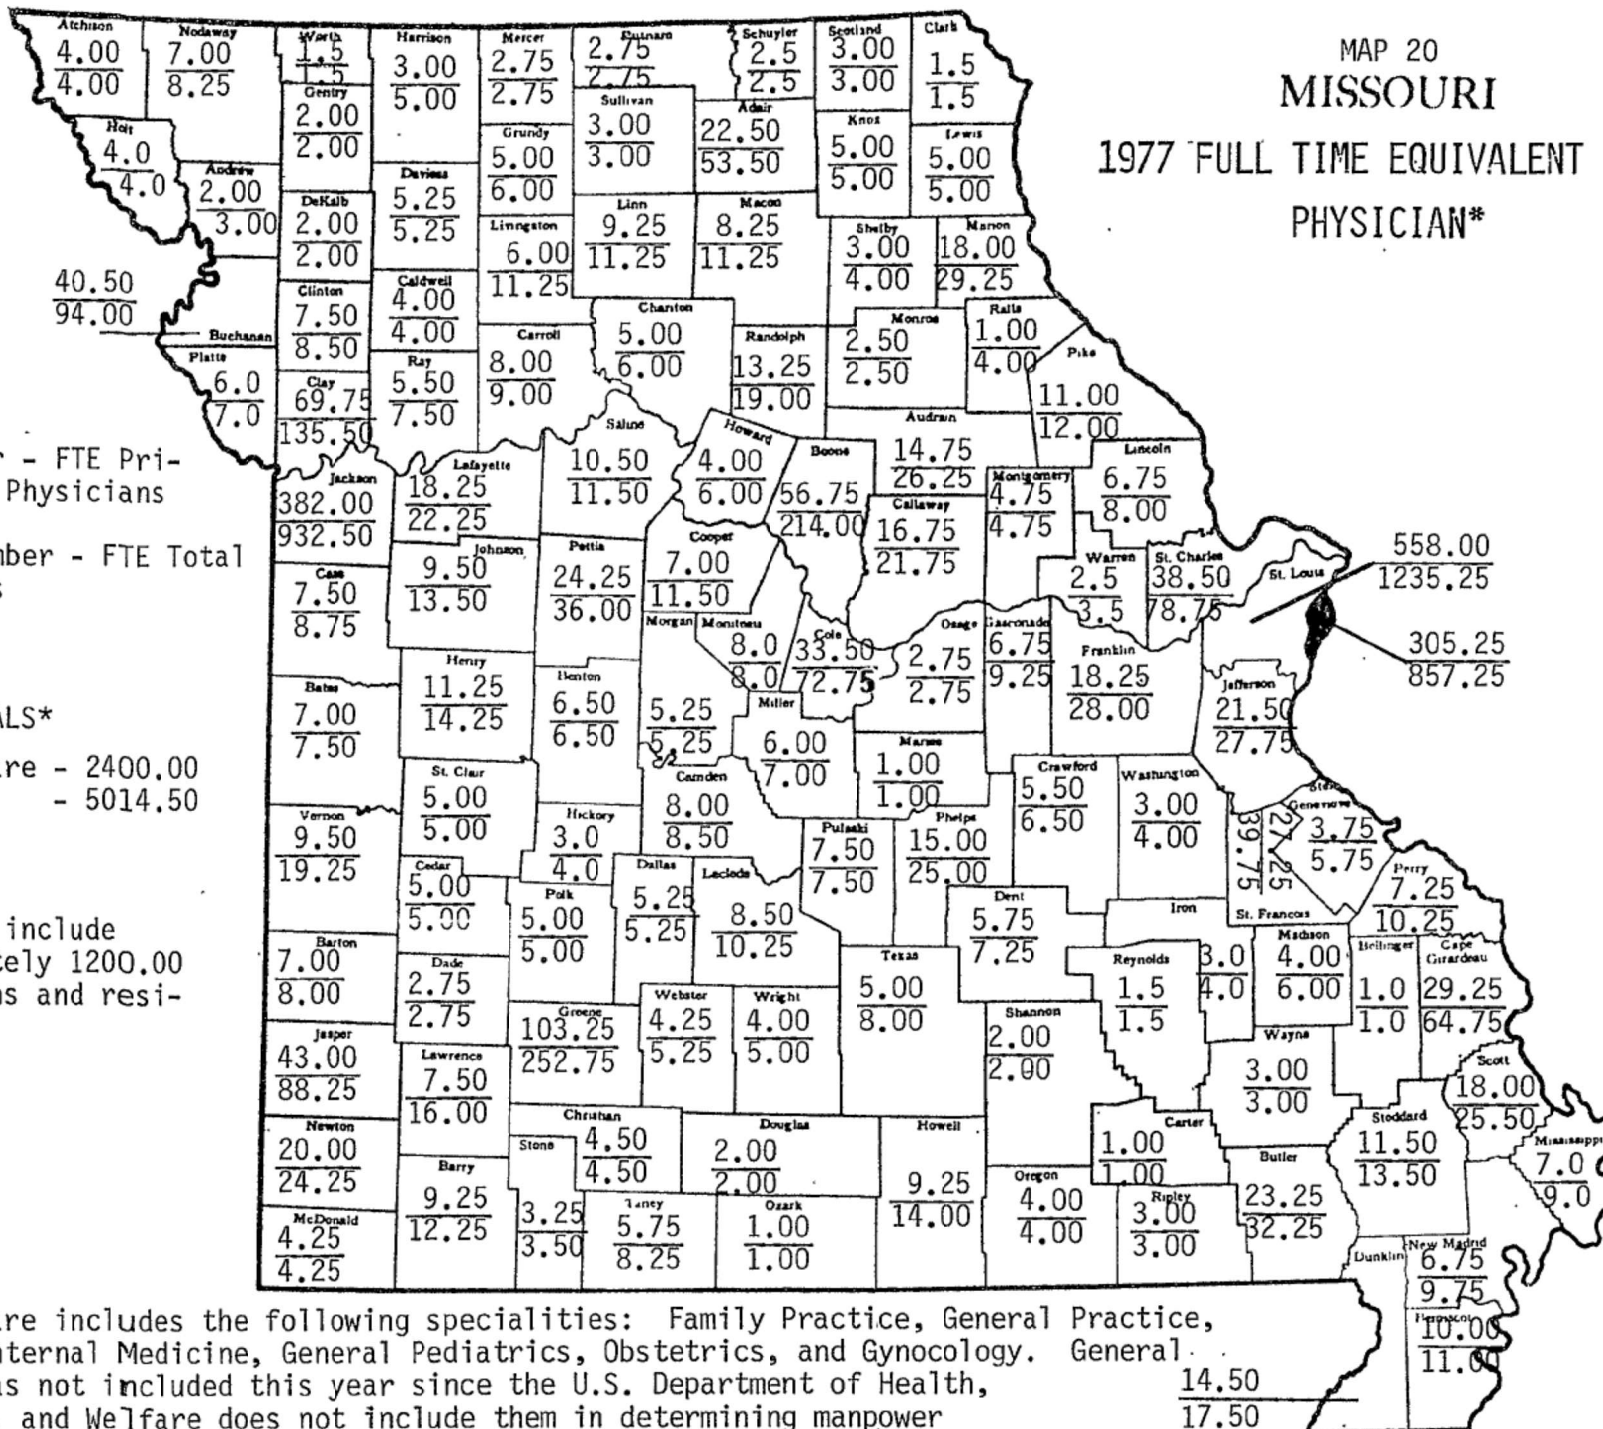 MAP 20
MISSOURI
1977 FULL TIME EQUIVALENT
PHYSICIAN*
Atchison
4.00
4.00
Nodaway
7.00
8.25
Worth
1.5
1.5
Harrison
3.00
5.00
Mercer
2.75
2.75
Putnam
2.75
2.75
Schuyler
2.5
2.5
Scotland
3.00
3.00
Clark
1.5
1.5
Gentry
2.00
2.00
Sullivan
3.00
3.00
Adair
22.50
53.50
Knox
5.00
5.00
Lewis
5.00
5.00
Holt
4.0
4.0
Andrew
2.00
3.00
DeKalb
2.00
2.00
Daviess
5.25
5.25
Grundy
5.00
6.00
Livingston
6.00
11.25
Linn
9.25
11.25
Macon
8.25
11.25
Shelby
3.00
4.00
Marion
18.00
29.25
40.50
94.00
Buchanan
Clinton
7.50
8.50
Caldwell
4.00
4.00
Carroll
8.00
9.00
Chariton
5.00
6.00
Randolph
13.25
19.00
Monroe
2.50
2.50
Ralls
1.00
4.00
Pike
11.00
12.00
Platte
6.0
7.0
Clay
69.75
135.50
Ray
5.50
7.50
Saline
10.50
11.50
Howard
4.00
6.00
Boone
56.75
214.00
Audrain
14.75
26.25
Montgomery
4.75
4.75
Lincoln
6.75
8.00
r - FTE Pri-
Physicians
mber - FTE Total
s
Jackson
382.00
932.50
Lafayette
18.25
22.25
Johnson
9.50
13.50
Pettis
24.25
36.00
Cooper
7.00
11.50
Callaway
16.75
21.75
Warren
2.5
3.5
St. Charles
38.50
78.75
St. Louis
558.00
1235.25
305.25
857.25
Cass
7.50
8.75
Henry
11.25
14.25
Benton
6.50
6.50
Morgan
5.25
5.25
Moniteau
8.0
8.0
Cole
33.50
72.75
Osage
2.75
2.75
Gasconade
6.75
9.25
Franklin
18.25
28.00
Jefferson
21.50
27.75
Bates
7.00
7.50
Miller
6.00
7.00
Maries
1.00
1.00
ALS*
are - 2400.00
- 5014.50
St. Clair
5.00
5.00
Hickory
3.0
4.0
Camden
8.00
8.50
Pulaski
7.50
7.50
Phelps
15.00
25.00
Crawford
5.50
6.50
Washington
3.00
4.00
27.25
39.75
St. Francois
Ste.
Genevieve
3.75
5.75
Perry
7.25
10.25
Vernon
9.50
19.25
Cedar
5.00
5.00
Polk
5.00
5.00
Dallas
5.25
5.25
Laclede
8.50
10.25
Dent
5.75
7.25
Iron
3.0
4.0
Madison
4.00
6.00
Bollinger
1.0
1.0
Cape
Girardeau
29.25
64.75
include
tely 1200.00
ns and resi-
Barton
7.00
8.00
Dade
2.75
2.75
Greene
103.25
252.75
Webster
4.25
5.25
Wright
4.00
5.00
Texas
5.00
8.00
Shannon
2.00
2.00
Reynolds
1.5
1.5
Wayne
3.00
3.00
Scott
18.00
25.50
Jasper
43.00
88.25
Lawrence
7.50
16.00
Christian
4.50
4.50
Douglas
2.00
2.00
Howell
9.25
14.00
Carter
1.00
1.00
Butler
23.25
32.25
Stoddard
11.50
13.50
Mississippi
7.0
9.0
Newton
20.00
24.25
Barry
9.25
12.25
Stone
3.25
3.50
Taney
5.75
8.25
Ozark
1.00
1.00
Oregon
4.00
4.00
Ripley
3.00
3.00
McDonald
4.25
4.25
Dunklin
New Madrid
6.75
9.75
Pemiscot
10.00
11.00
14.50
17.50
are includes the following specialities: Family Practice, General Practice,
nternal Medicine, General Pediatrics, Obstetrics, and Gynocology. General
as not included this year since the U.S. Department of Health,
and Welfare does not include them in determining manpower